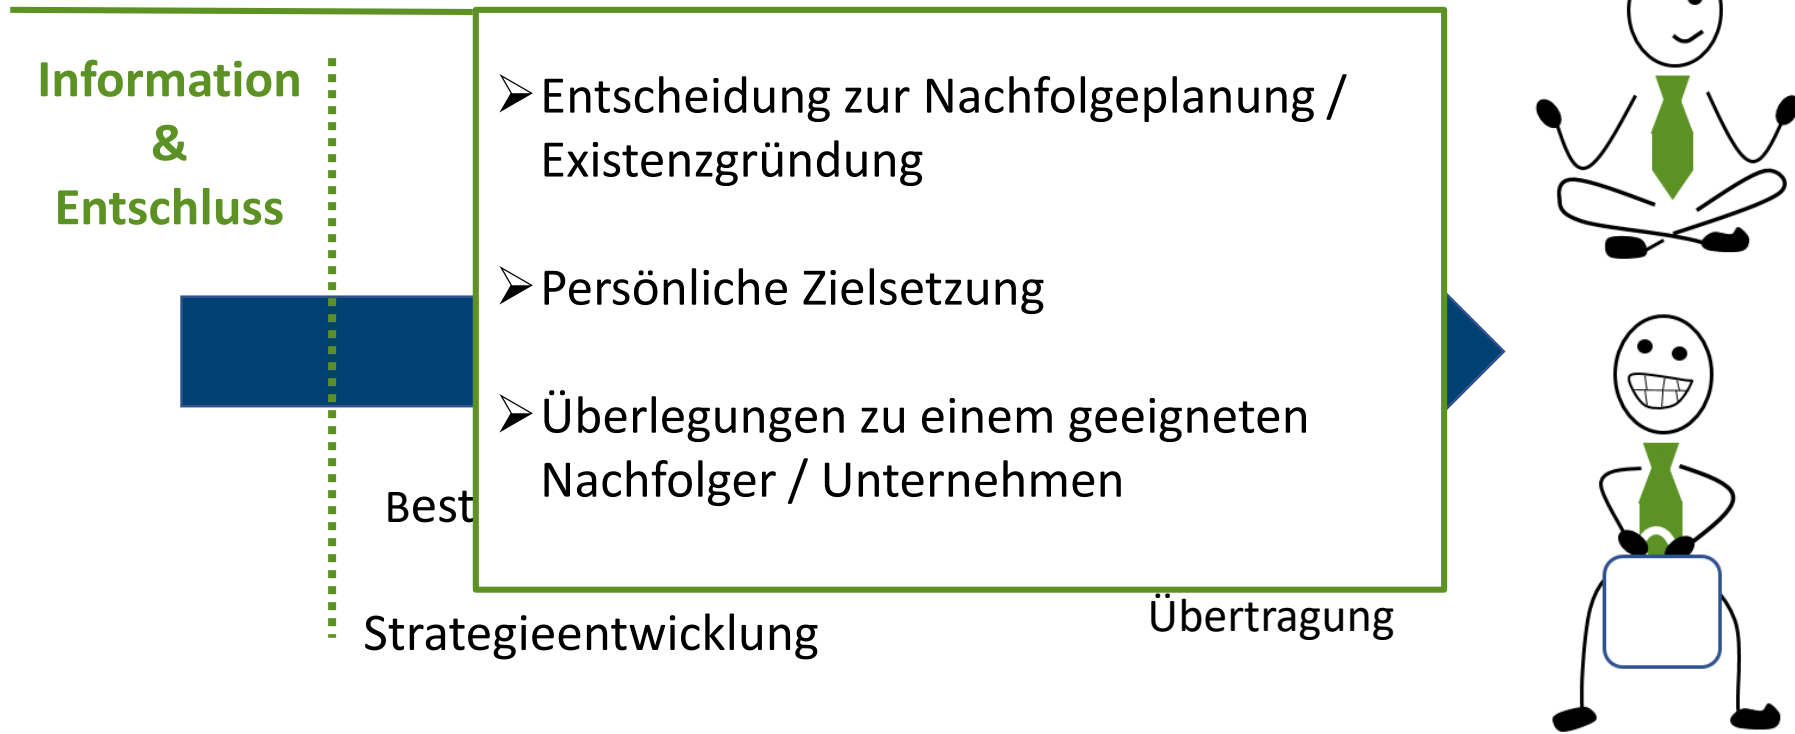 Information
&
Entschluss
Entscheidung zur Nachfolgeplanung /
Existenzgründung
Persönliche Zielsetzung
Überlegungen zu einem geeigneten
Nachfolger / Unternehmen
Best
Strategieentwicklung
Übertragung